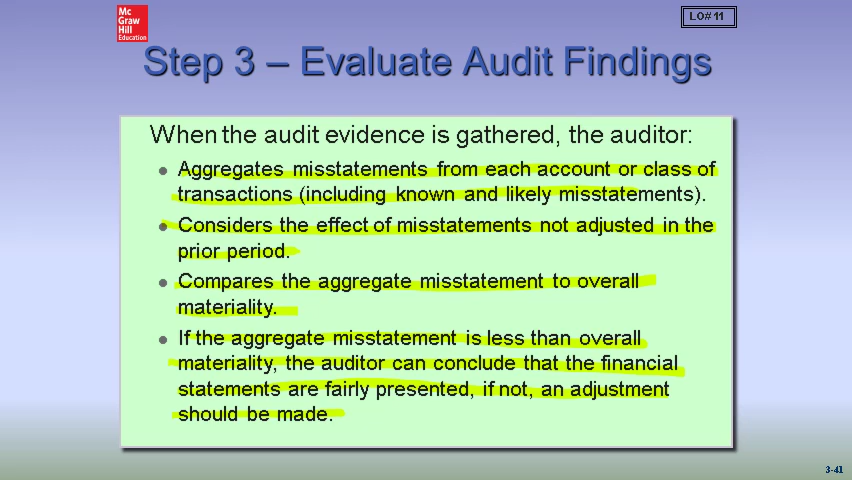 Mc
Graw
Hill
Education
LO# 11
Step 3 – Evaluate Audit Findings
When the audit evidence is gathered, the auditor:
● Aggregates misstatements from each account or class of
transactions (including known and likely misstatements).
● Considers the effect of misstatements not adjusted in the
prior period.
● Compares the aggregate misstatement to overall
materiality.
● If the aggregate misstatement is less than overall
materiality, the auditor can conclude that the financial
statements are fairly presented, if not, an adjustment
should be made.
3-41